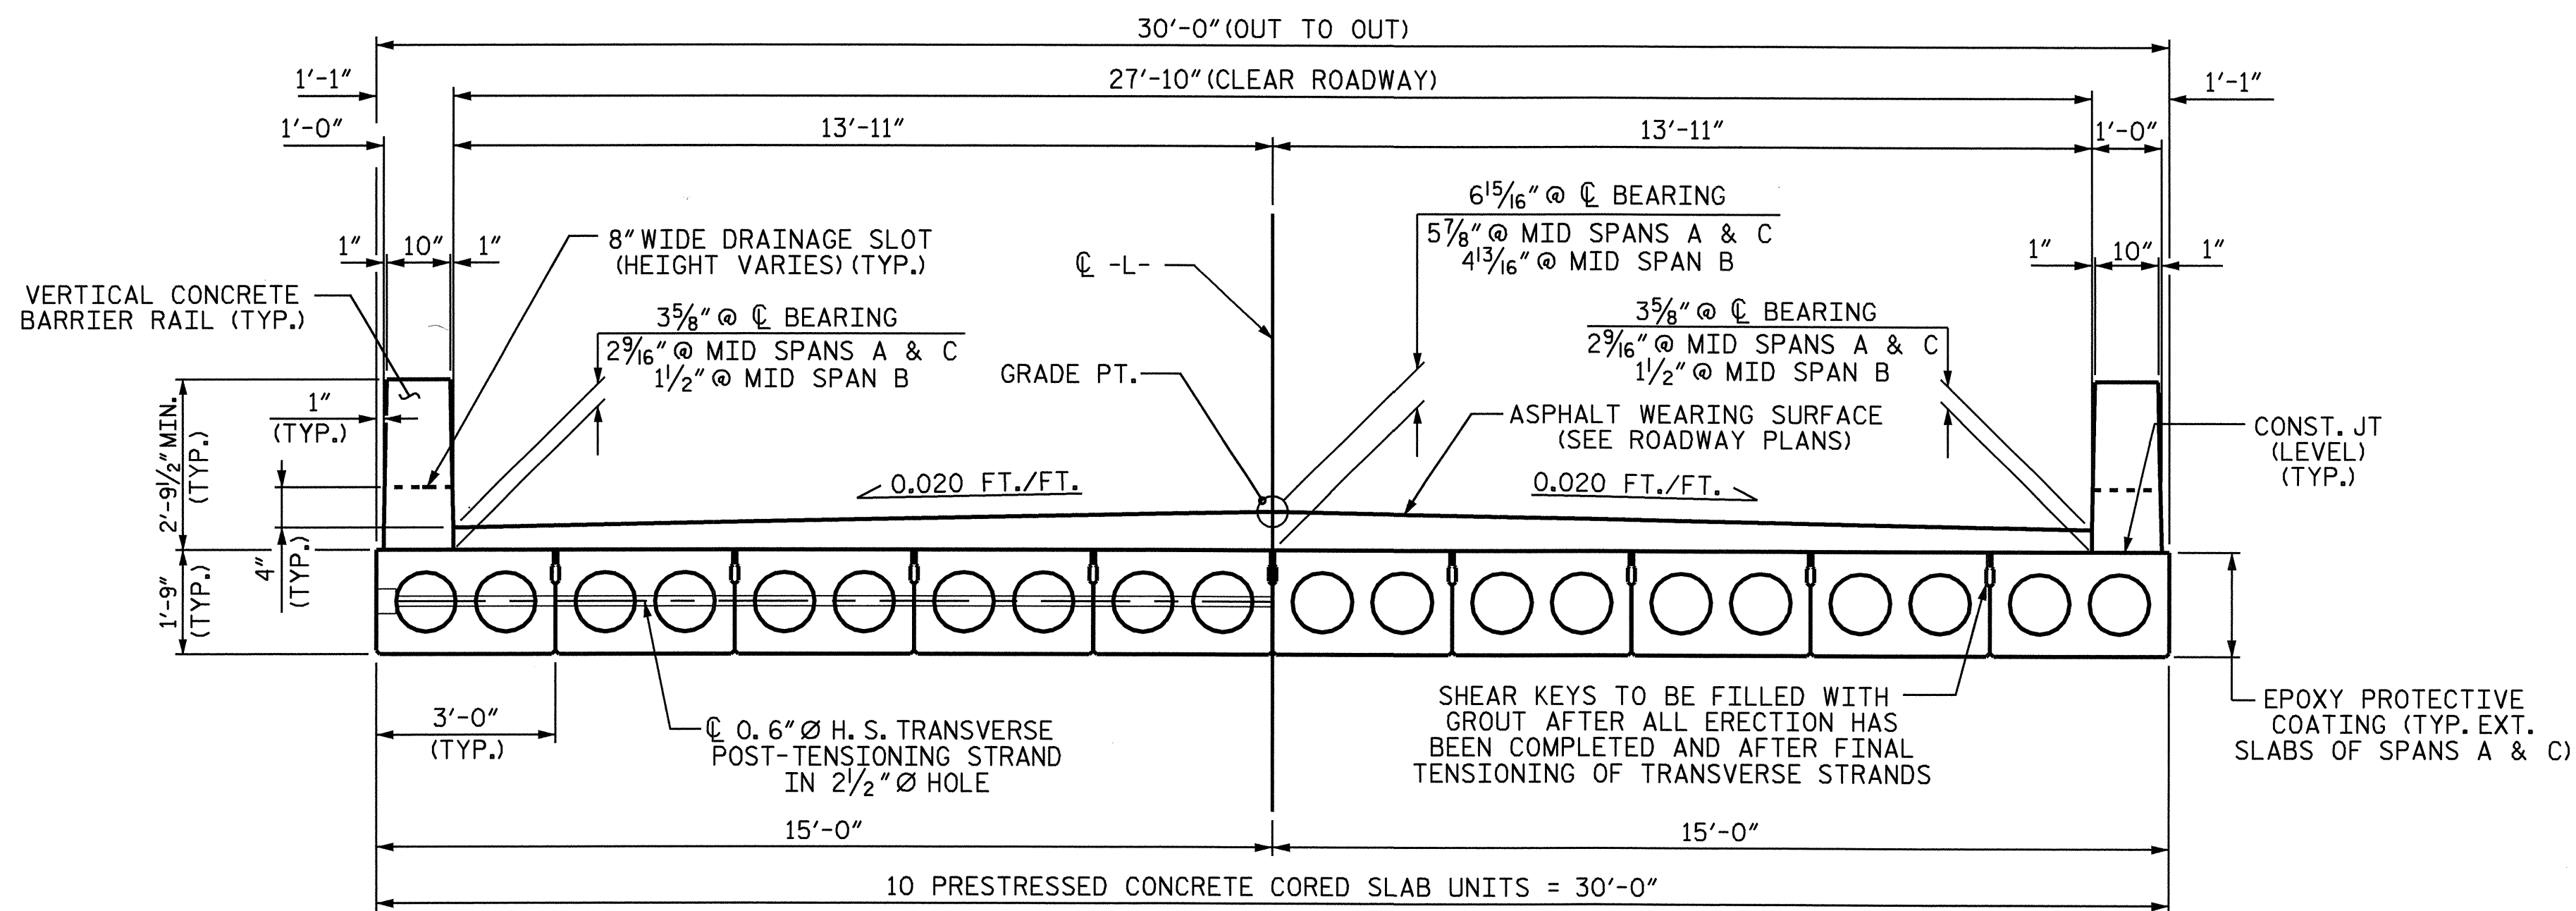 30'-0" (OUT TO OUT)
1'-1"
27'-10" (CLEAR ROADWAY)
1'-1"
1'-0"
13'-11"
13'-11"
1'-0"
6 15/16" @ ℄ BEARING
5 7/8" @ MID SPANS A & C
4 13/16" @ MID SPAN B
1"
10"
1"
8" WIDE DRAINAGE SLOT
(HEIGHT VARIES) (TYP.)
℄ -L-
1"
10"
1"
VERTICAL CONCRETE
BARRIER RAIL (TYP.)
3 5/8" @ ℄ BEARING
2 9/16" @ MID SPANS A & C
1 1/2" @ MID SPAN B
3 5/8" @ ℄ BEARING
2 9/16" @ MID SPANS A & C
1 1/2" @ MID SPAN B
GRADE PT.
1"
(TYP.)
2'-9 1/2" MIN.
(TYP.)
ASPHALT WEARING SURFACE
(SEE ROADWAY PLANS)
CONST. JT
(LEVEL)
(TYP.)
0.020 FT./FT.
0.020 FT./FT.
4"
(TYP.)
1'-9"
(TYP.)
3'-0"
(TYP.)
℄ 0.6" Ø H. S. TRANSVERSE
POST-TENSIONING STRAND
IN 2 1/2" Ø HOLE
SHEAR KEYS TO BE FILLED WITH
GROUT AFTER ALL ERECTION HAS
BEEN COMPLETED AND AFTER FINAL
TENSIONING OF TRANSVERSE STRANDS
EPOXY PROTECTIVE
COATING (TYP. EXT.
SLABS OF SPANS A & C)
15'-0"
15'-0"
10 PRESTRESSED CONCRETE CORED SLAB UNITS = 30'-0"